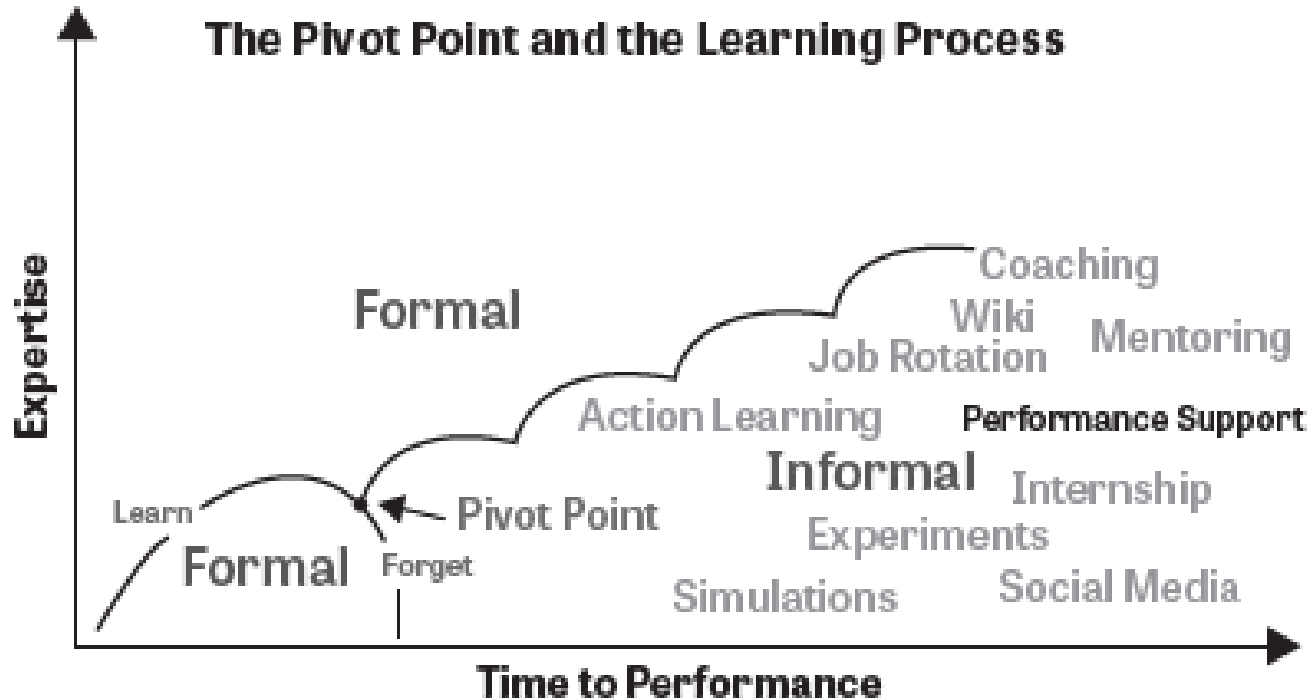 The Pivot Point and the Learning Process
Expertise
Formal
Coaching
Wiki
Mentoring
Job Rotation
Action Learning
Performance Support
Informal
Learn
Pivot Point
Internship
Experiments
Formal
Forget
Simulations
Social Media
Time to Performance